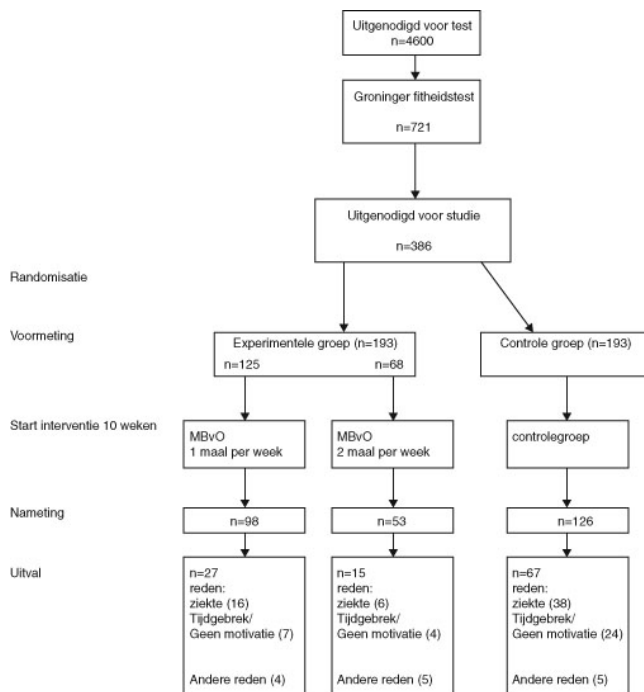 Uitgenodigd voor test
n=4600
Groninger fitheidstest
n=721
Uitgenodigd voor studie
n=386
Randomisatie
Voormeting
Experimentele groep (n=193)
n=125 n=68
Controle groep (n=193)
Start interventie 10 weken
MBvO
1 maal per week
MBvO
2 maal per week
controlegroep
Nameting
n=98
n=53
n=126
Uitval
n=27
reden:
ziekte (16)
Tijdgebrek/
Geen motivatie (7)
Andere reden (4)
n=15
reden:
ziekte (6)
Tijdgebrek/
Geen motivatie (4)
Andere reden (5)
n=67
reden:
ziekte (38)
Tijdgebrek/
Geen motivatie (24)
Andere reden (5)